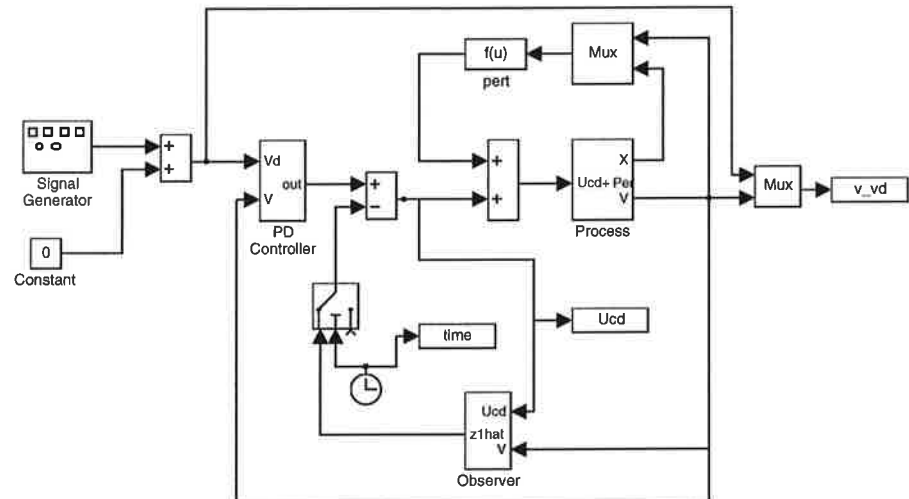 f(u)
pert
Mux
+
+
Signal
Generator
Vd
out
V
PD
Controller
+
−
+
+
X
Ucd+ Per
V
Process
Mux
v_vd
0
Constant
time
Ucd
Ucd
z1hat
V
Observer